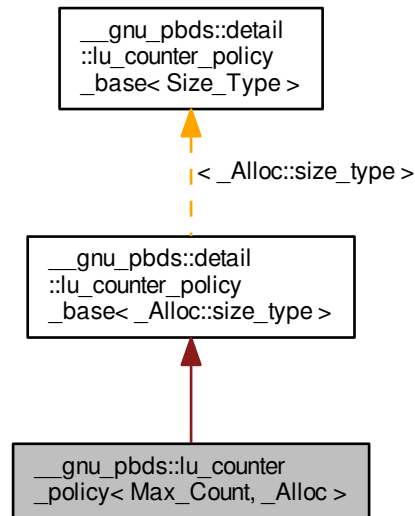 __gnu_pbds::detail
::lu_counter_policy
_base< Size_Type >
< _Alloc::size_type >
__gnu_pbds::detail
::lu_counter_policy
_base< _Alloc::size_type >
__gnu_pbds::lu_counter
_policy< Max_Count, _Alloc >